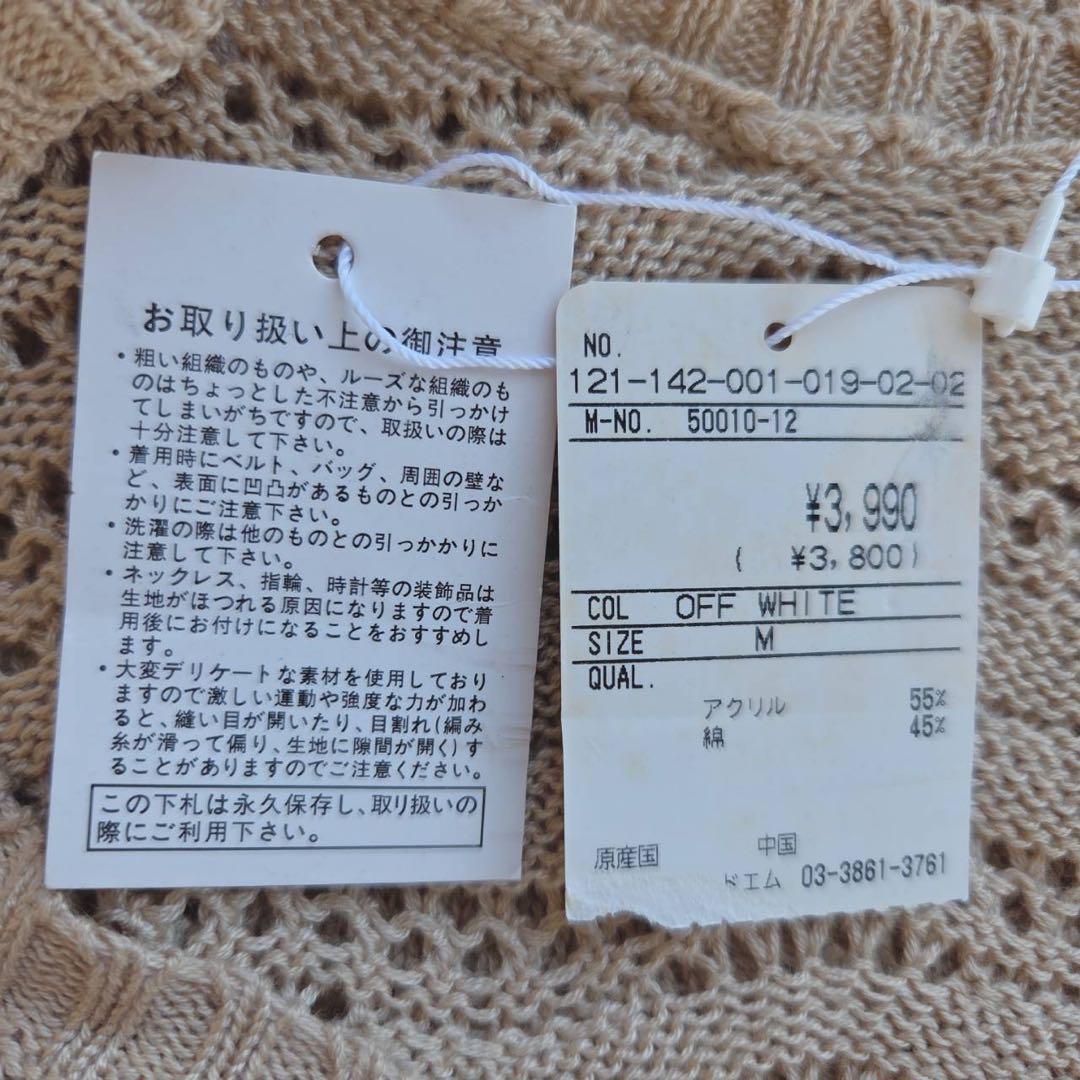 お取り扱い上の御注意
・粗い組織のものや、ルーズな組織のも
のはちょっとした不注意から引っかけ
てしまいがちですので、取扱いの際は
十分注意して下さい。
・着用時にベルト、バッグ、周囲の壁な
ど、表面に凹凸があるものとの引っか
かりにご注意下さい。
・洗濯の際は他のものとの引っかかりに
注意して下さい。
・ネックレス、指輪、時計等の装飾品は
生地がほつれる原因になりますので着
用後にお付けになることをおすすめし
ます。
・大変デリケートな素材を使用しており
ますので激しい運動や強度な力が加わ
ると、縫い目が開いたり、目割れ(編み
糸が滑って偏り、生地に隙間が開く)す
ることがありますのでご注意ください。
この下札は永久保存し、取り扱いの
際にご利用下さい。
NO.
121-142-001-019-02-02
M-NO. 50010-12
¥3,990
( ¥3,800)
COL OFF WHITE
SIZE M
QUAL.
アクリル 55%
綿 45%
原産国 中国
ドエム 03-3861-3761